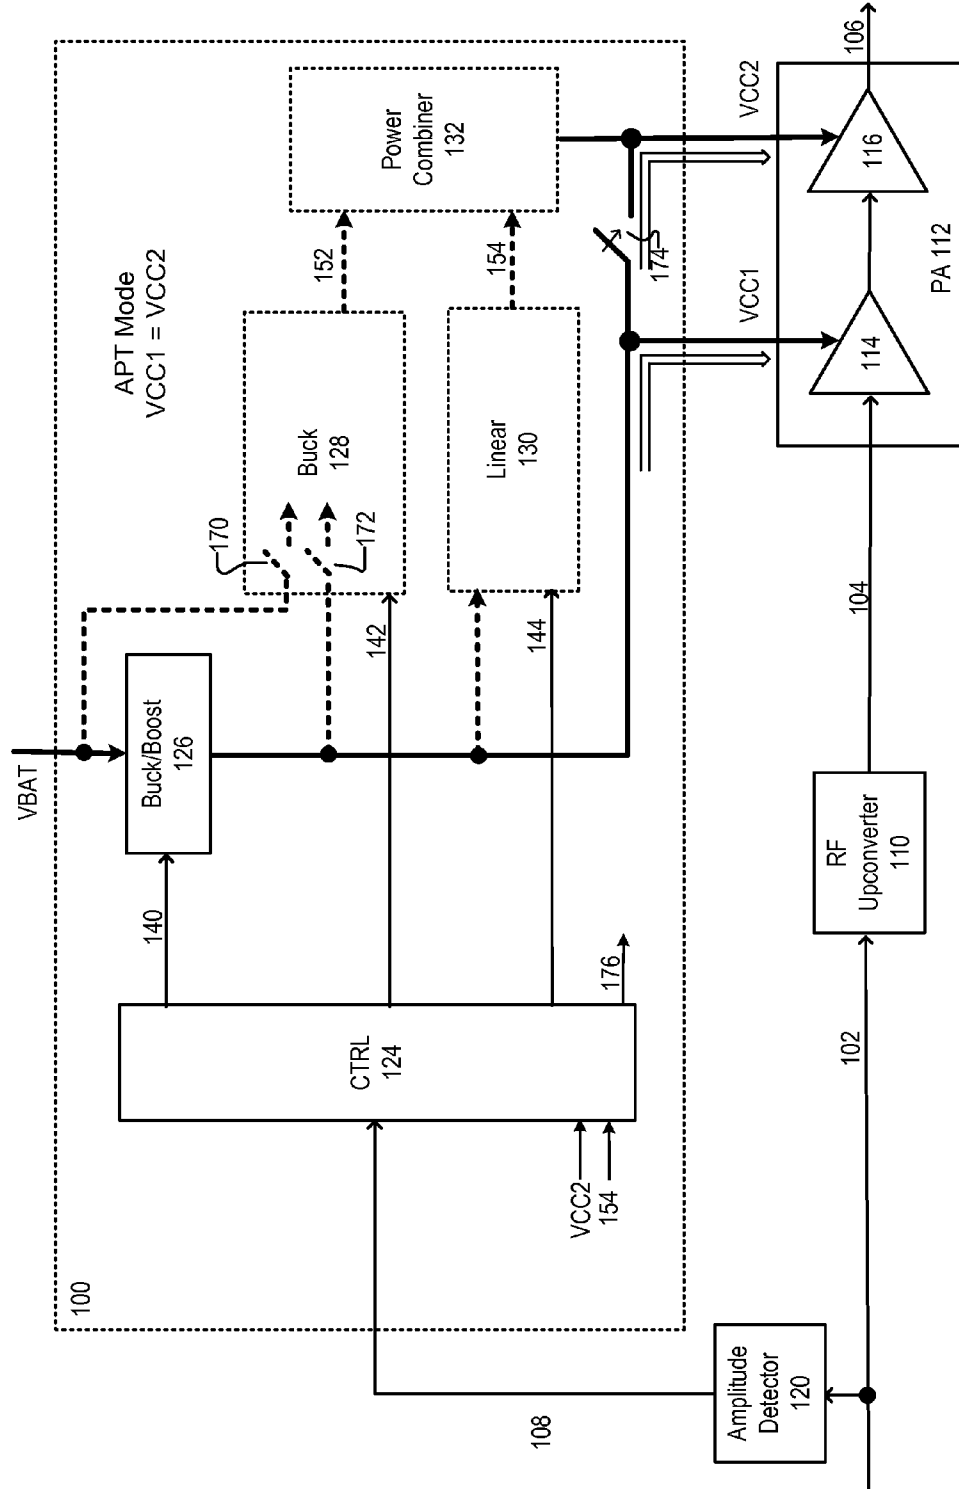 100
APT Mode
VCC1 = VCC2
VBAT
Buck/Boost
126
170
172
Buck
128
152
Power
Combiner
132
Linear
130
154
140
142
144
176
CTRL
124
VCC2
154
174
VCC1
VCC2
108
Amplitude
Detector
120
102
RF
Upconverter
110
104
114
116
PA 112
106